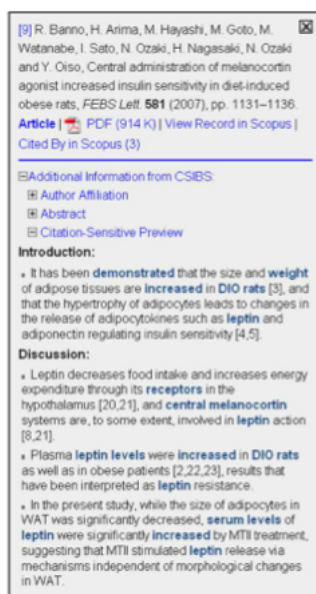 [9] R. Banno, H. Arima, M. Hayashi, M. Goto, M.
Watanabe, I. Sato, N. Ozaki, H. Nagasaki, N. Ozaki
and Y. Oiso, Central administration of melanocortin
agonist increased insulin sensitivity in diet-induced
obese rats, FEBS Lett. 581 (2007), pp. 1131–1136.
Article | PDF (914 K) | View Record in Scopus |
Cited By in Scopus (3)
Additional Information from CSIBS:
Author Affiliation
Abstract
Citation-Sensitive Preview
Introduction:
▪ It has been demonstrated that the size and weight
of adipose tissues are increased in DIO rats [3], and
that the hypertrophy of adipocytes leads to changes in
the release of adipocytokines such as leptin and
adiponectin regulating insulin sensitivity [4,5].
Discussion:
▪ Leptin decreases food intake and increases energy
expenditure through its receptors in the
hypothalamus [20,21], and central melanocortin
systems are, to some extent, involved in leptin action
[8,21].
▪ Plasma leptin levels were increased in DIO rats
as well as in obese patients [2,22,23], results that
have been interpreted as leptin resistance.
▪ In the present study, while the size of adipocytes in
WAT was significantly decreased, serum levels of
leptin were significantly increased by MTII treatment,
suggesting that MTII stimulated leptin release via
mechanisms independent of morphological changes
in WAT.